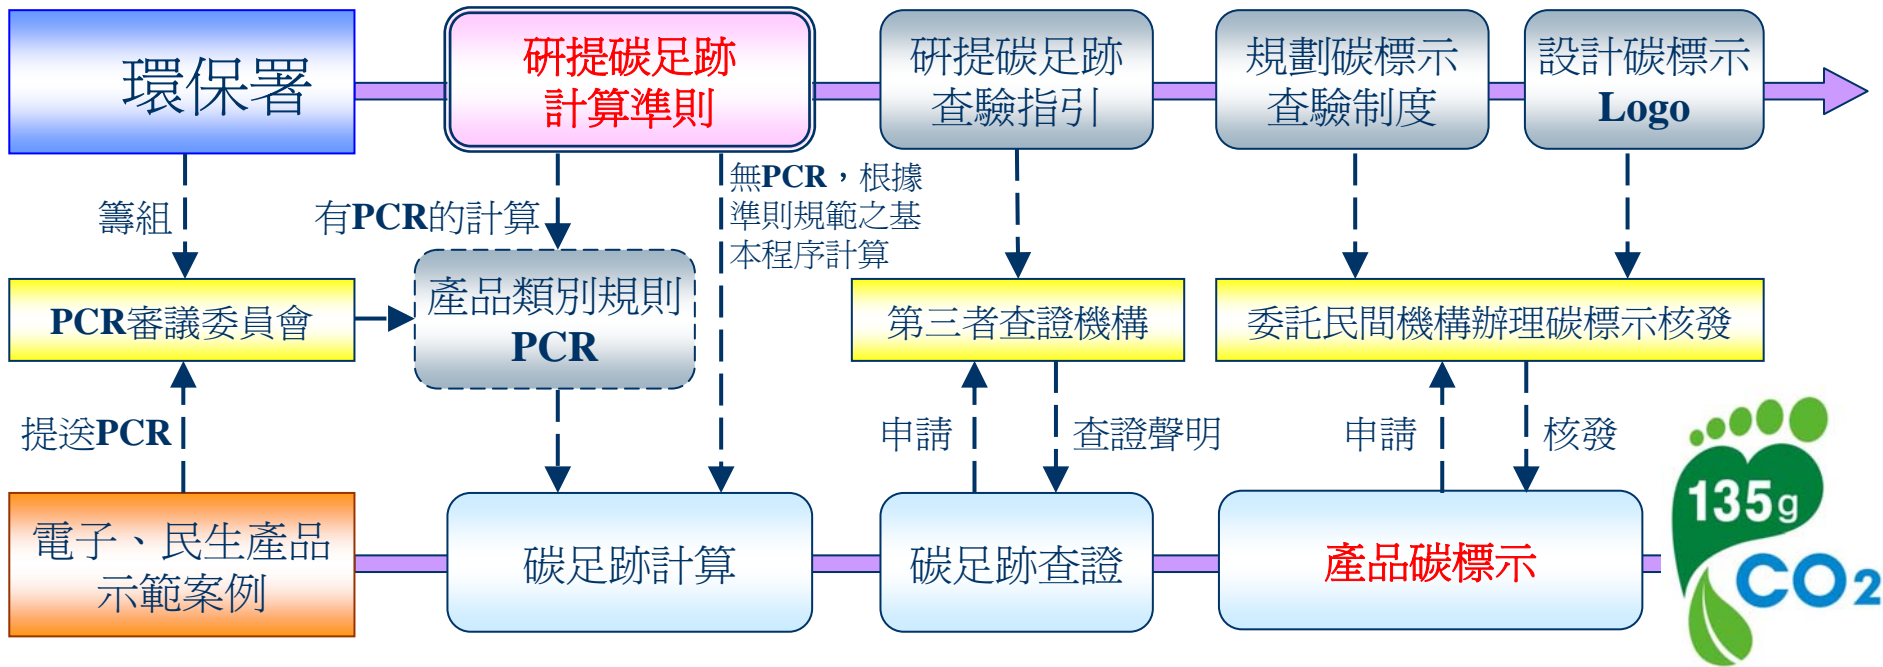 環保署
研提碳足跡
計算準則
研提碳足跡
查驗指引
規劃碳標示
查驗制度
設計碳標示
Logo
籌組
有PCR的計算
無PCR，根據
準則規範之基
本程序計算
PCR審議委員會
產品類別規則
PCR
第三者查證機構
委託民間機構辦理碳標示核發
提送PCR
申請
查證聲明
申請
核發
電子、民生產品
示範案例
碳足跡計算
碳足跡查證
產品碳標示
135g
CO2